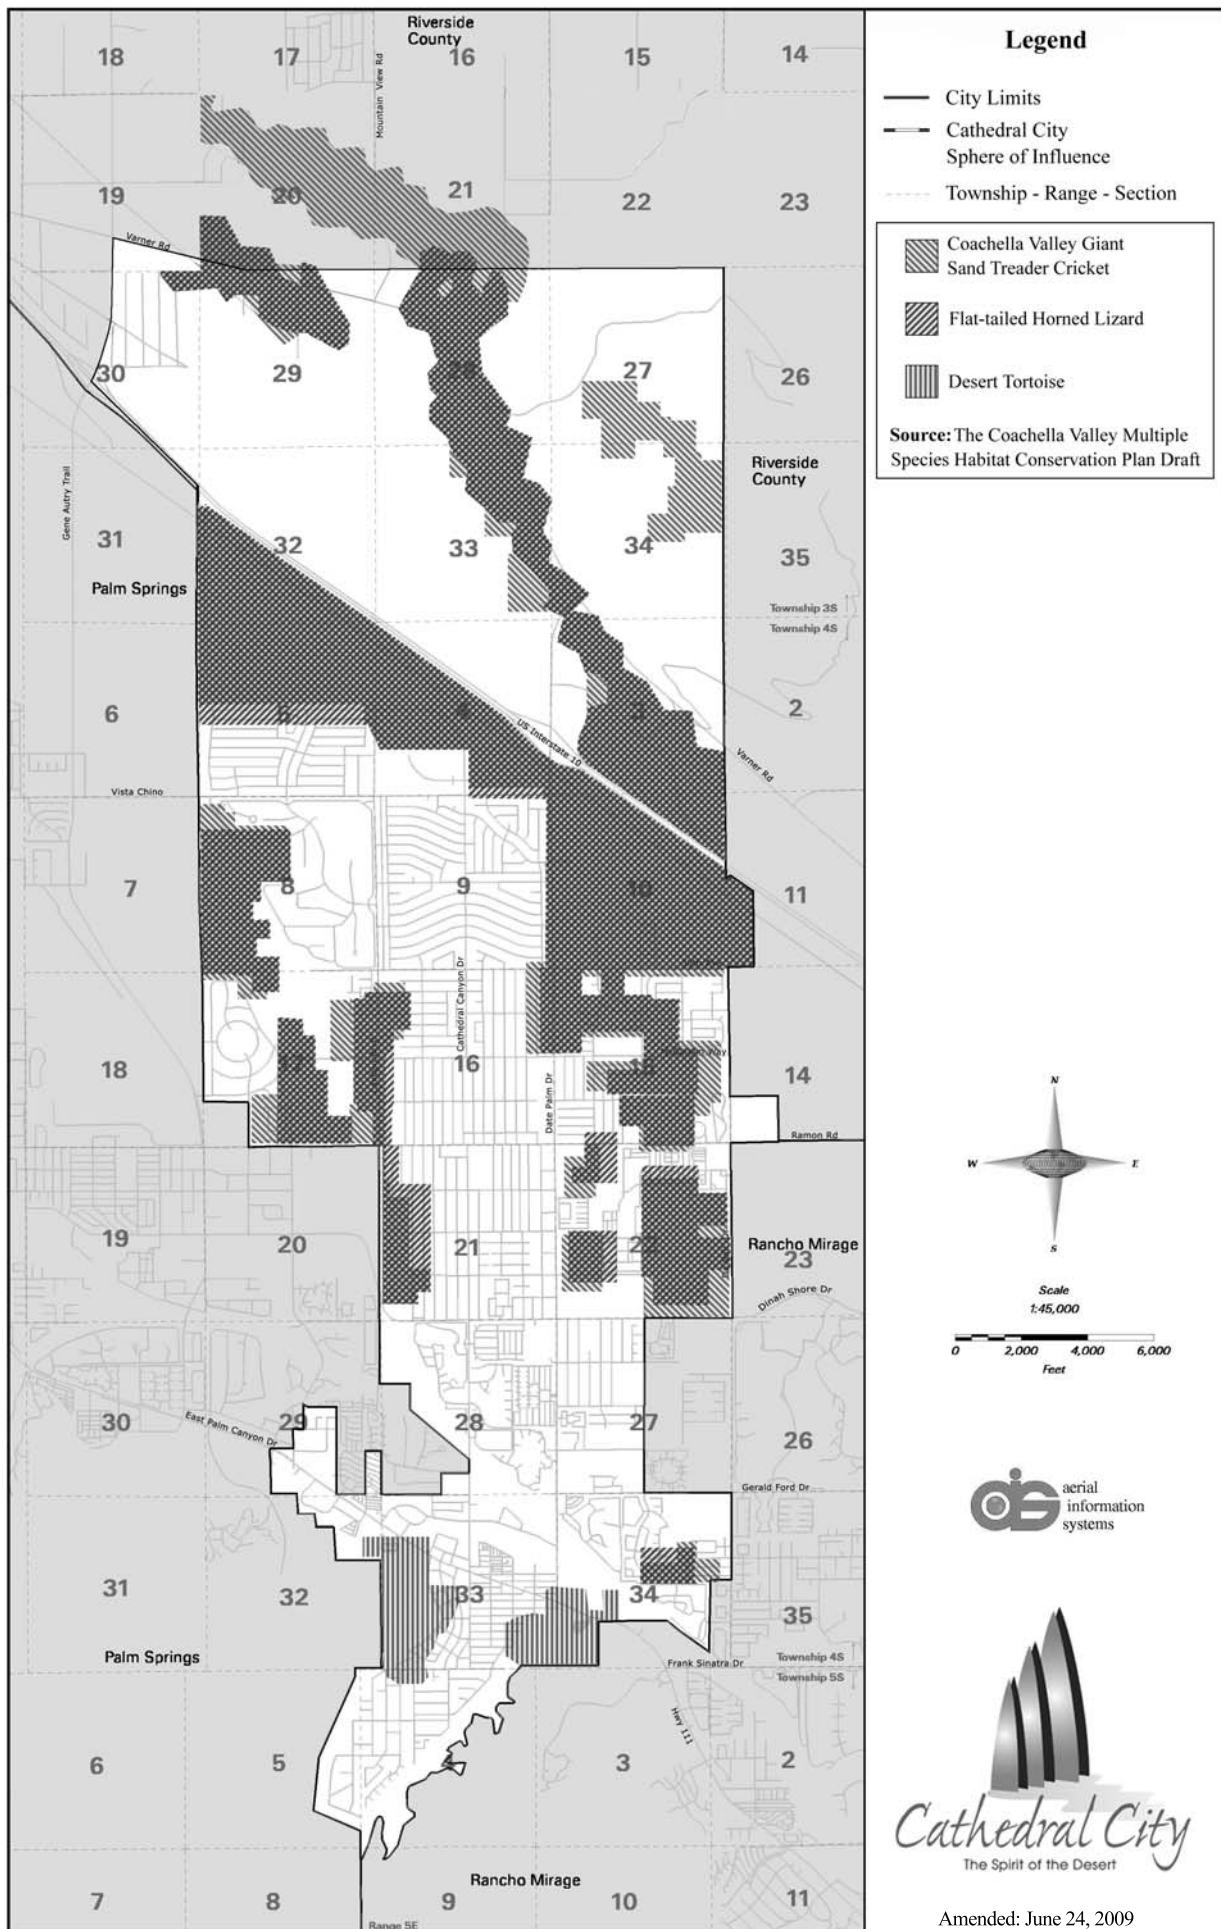 Riverside
County
18
17
16
15
14
Mountain View Rd
19
20
21
22
23
Varner Rd
30
29
28
27
26
Gene Autry Trail
Riverside
County
31
32
33
34
35
Palm Springs
Township 3S
Township 4S
6
5
4
3
2
US Interstate 10
Varner Rd
Vista Chino
7
8
9
10
11
Cathedral Canyon Dr
18
17
16
15
14
Date Palm Dr
Ramon Rd
19
20
21
22
Rancho Mirage
23
Dinah Shore Dr
30
29
28
27
26
East Palm Canyon Dr
Gerald Ford Dr
31
32
33
34
35
Palm Springs
Frank Sinatra Dr
Township 4S
Township 5S
Hwy 111
6
5
4
3
2
Rancho Mirage
7
8
9
10
11
Range 5E
Legend
City Limits
Cathedral City
Sphere of Influence
Township - Range - Section
Coachella Valley Giant
Sand Treader Cricket
Flat-tailed Horned Lizard
Desert Tortoise
Source: The Coachella Valley Multiple
Species Habitat Conservation Plan Draft
N
W
E
S
Scale
1:45,000
0 2,000 4,000 6,000
Feet
ais
aerial
information
systems
Cathedral City
The Spirit of the Desert
Amended: June 24, 2009